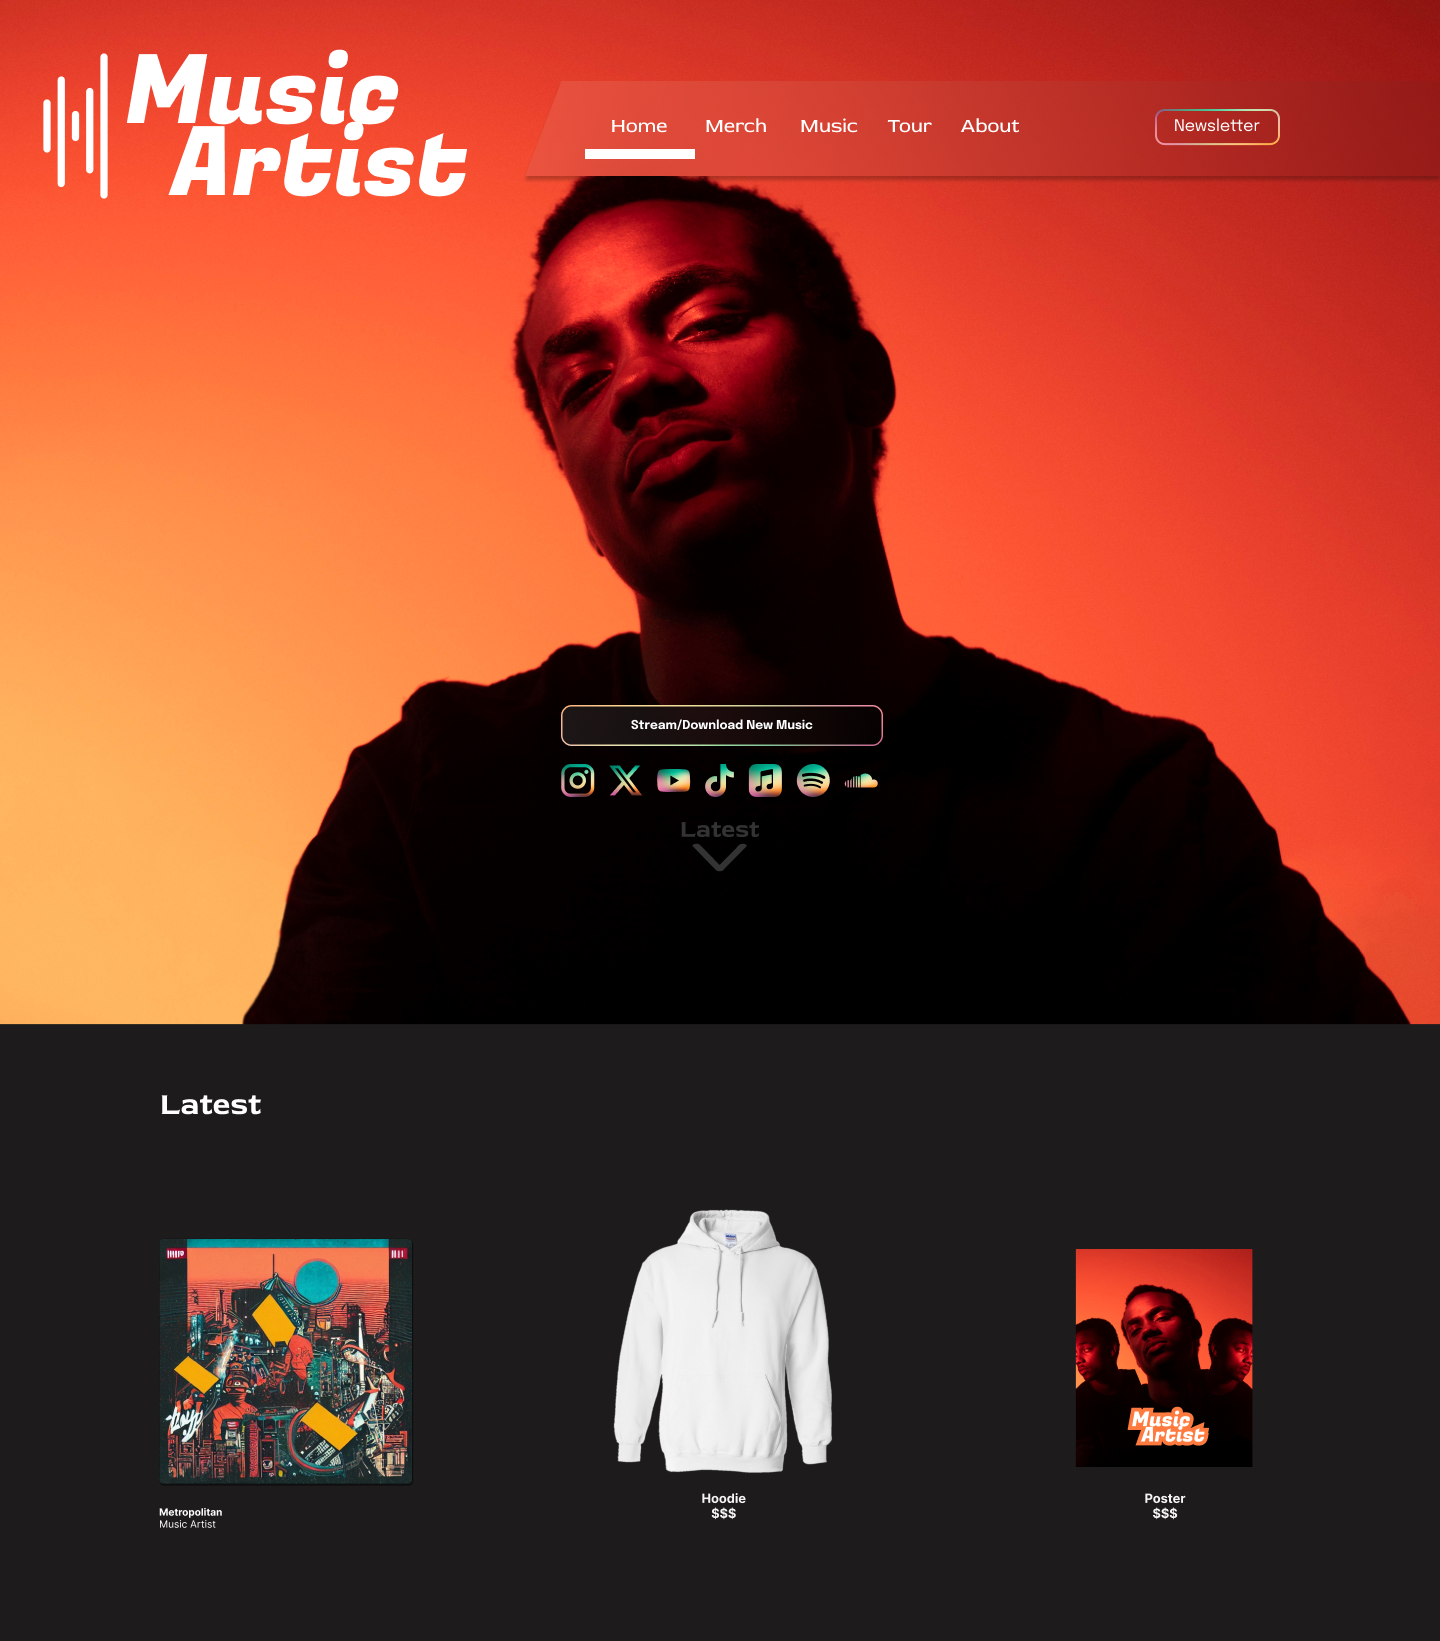 Music
Artist
Home Merch Music Tour About Newsletter
Stream/Download New Music
Latest
Latest
Music
Artist
Metropolitan
Music Artist
Hoodie
$$$
Poster
$$$